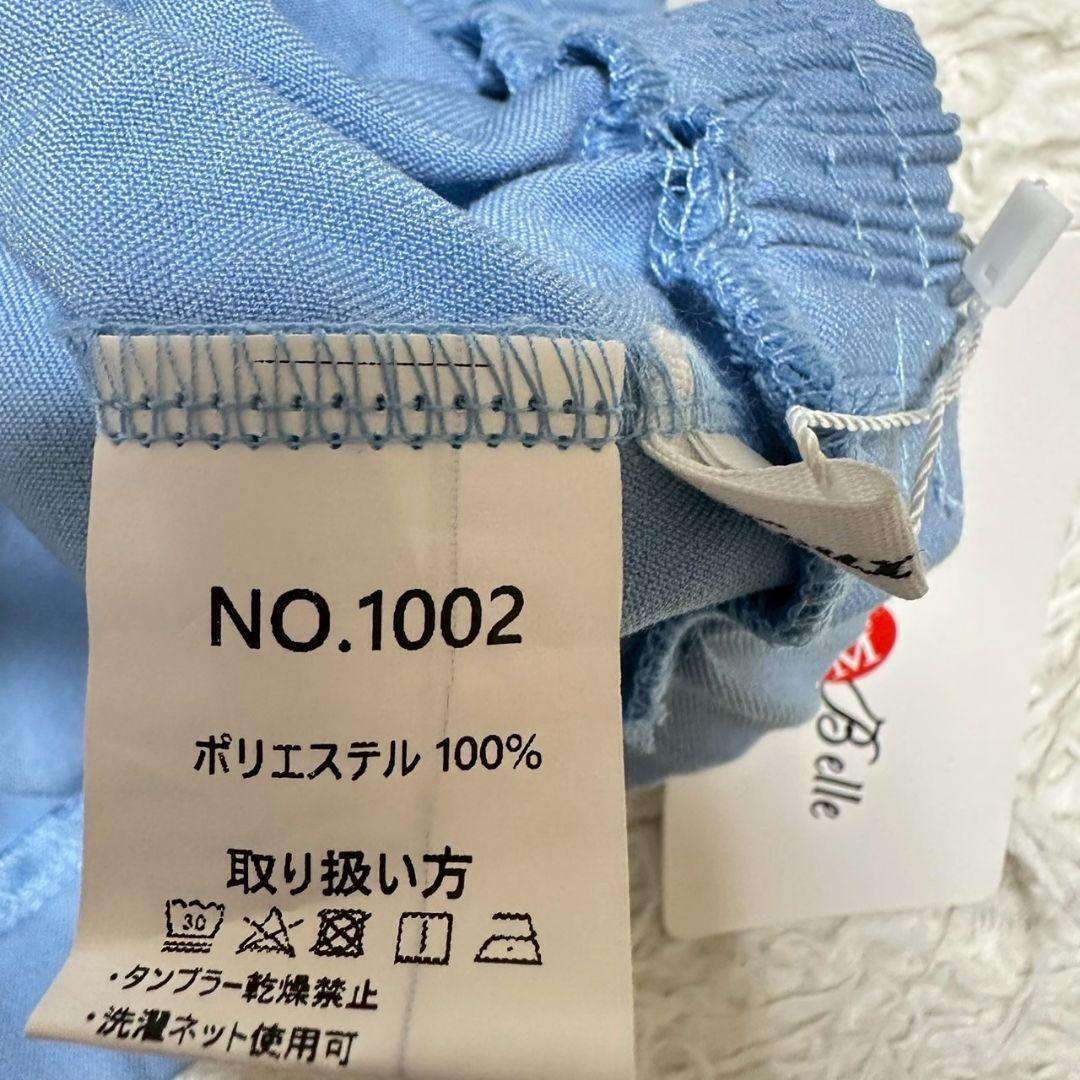 NO.1002
ポリエステル 100%
取り扱い方
30
・タンブラー乾燥禁止
・洗濯ネット使用可
M
Belle